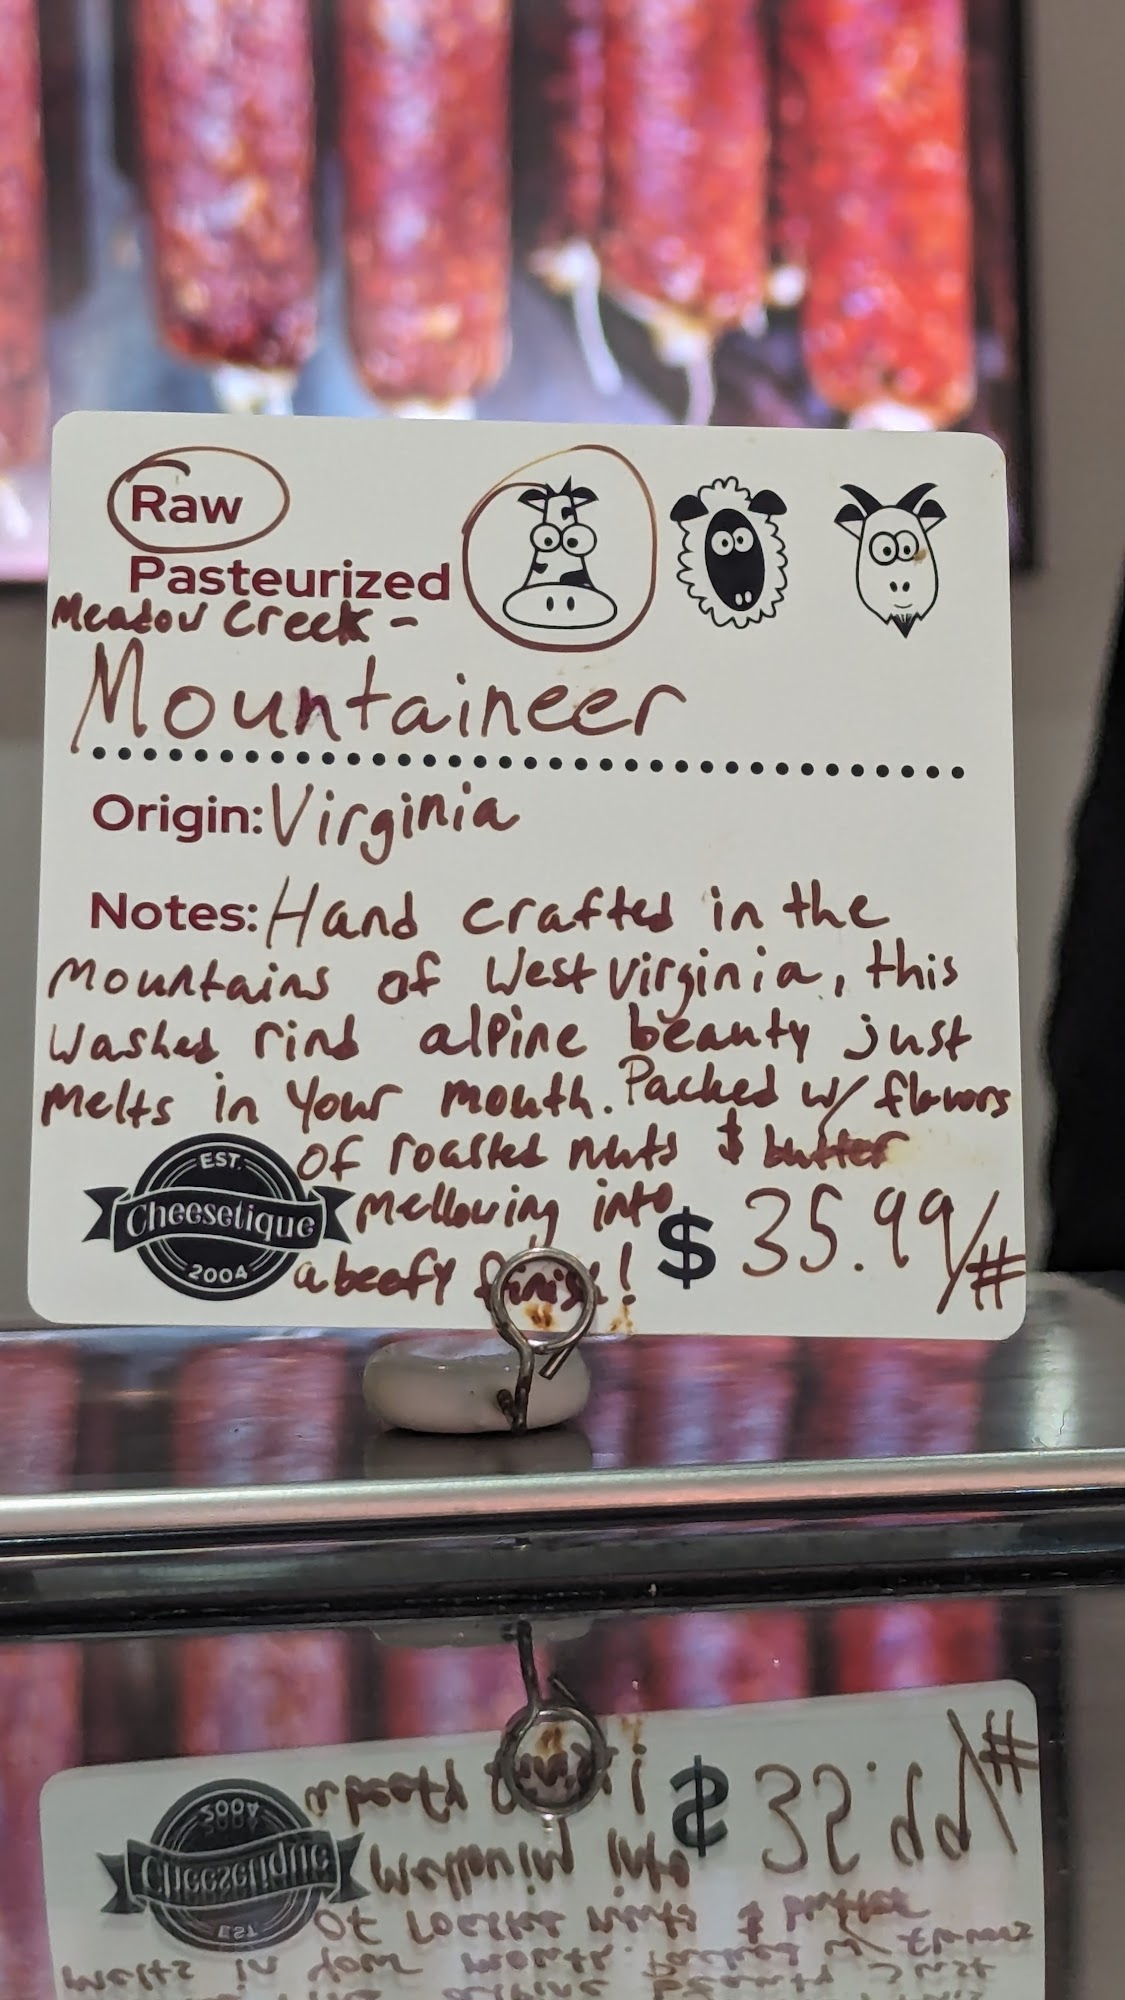 Raw
Pasteurized
Meadow Creek -
Mountaineer
Origin: Virginia
Notes: Hand crafted in the
Mountains of West Virginia, this
washed rind alpine beauty just
Melts in Your mouth. Packed w/ flavors
of roasted nuts & butter
mellowing into
a beefy finish!
$35.99/#
EST.
Cheesetique
2004